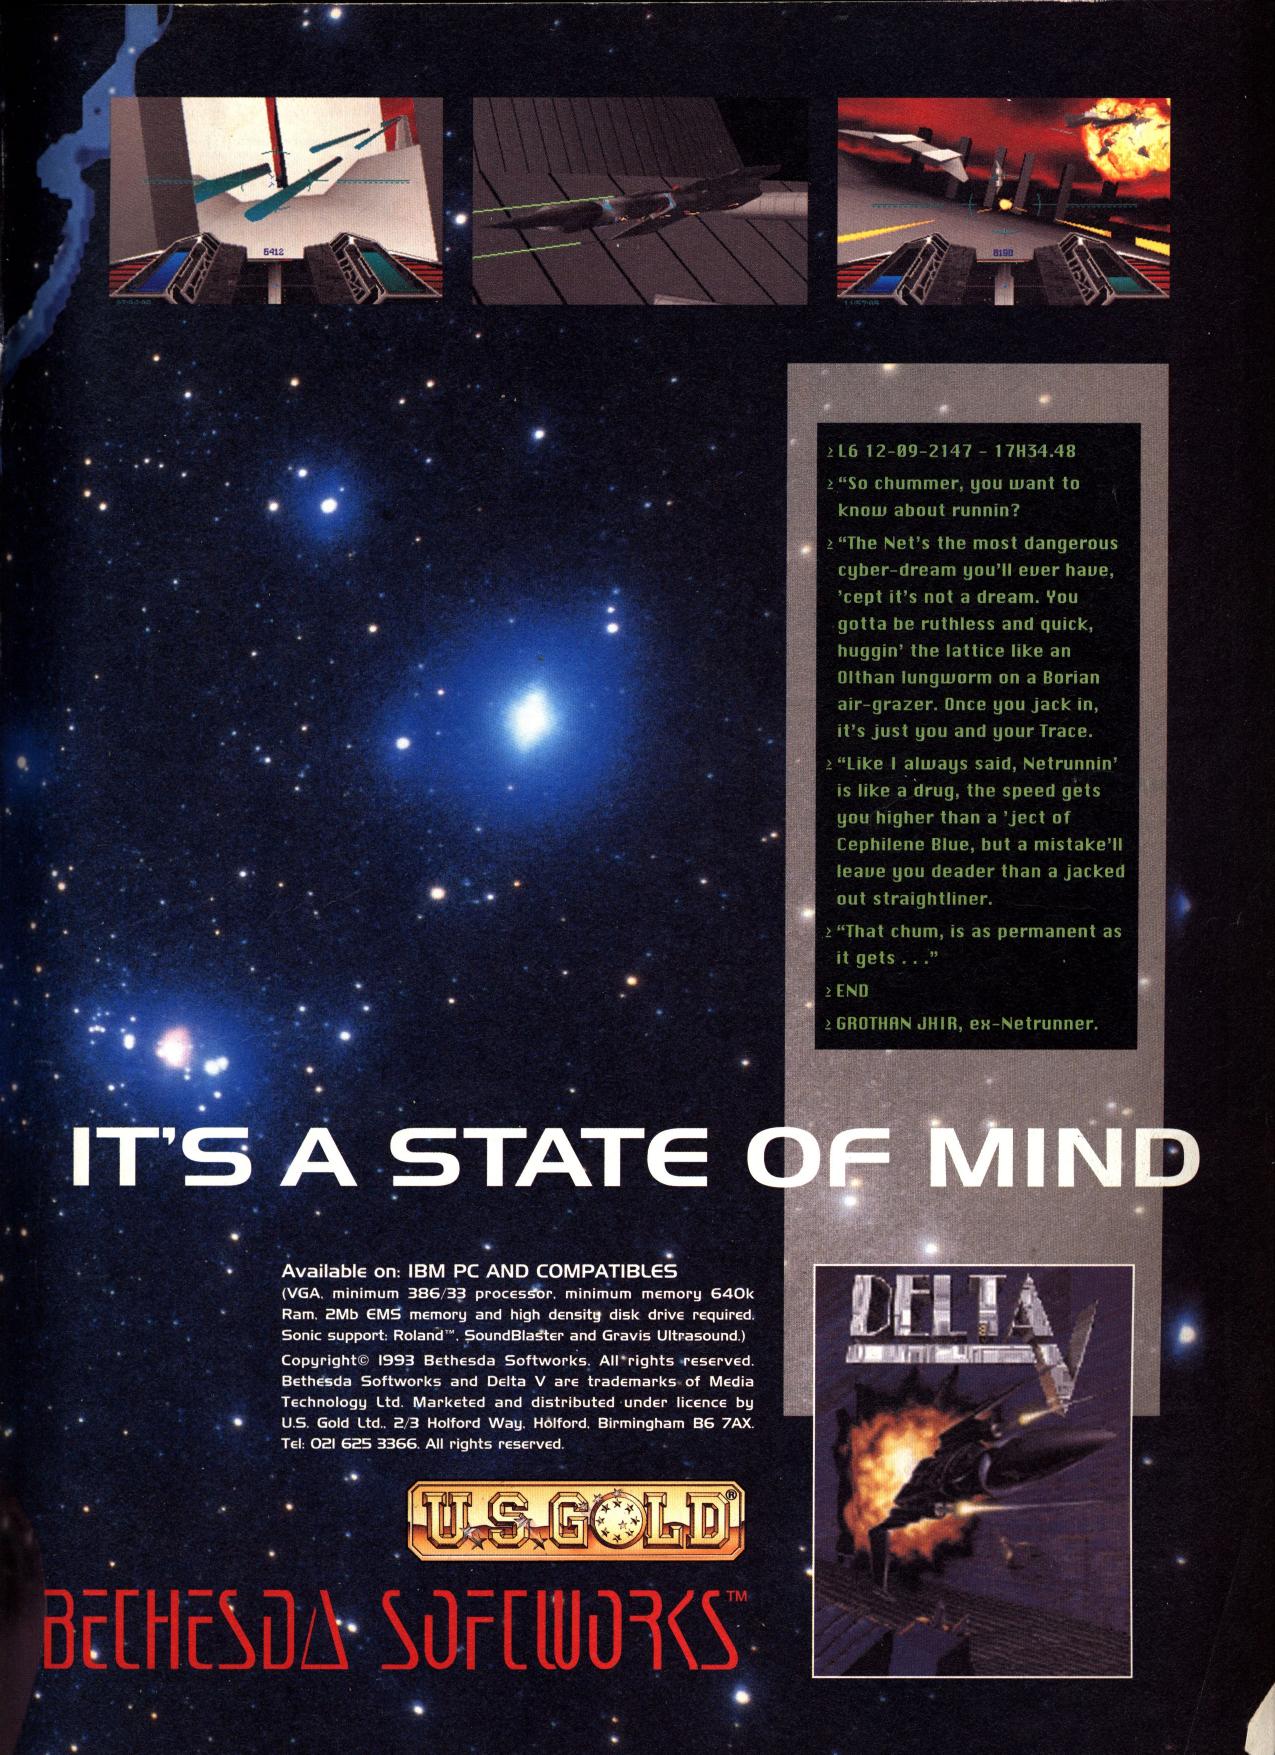 5412
8190
> L6 12-09-2147 - 17H34.48
> “So chummer, you want to
know about runnin?
> “The Net's the most dangerous
cyber-dream you'll ever have,
'cept it's not a dream. You
gotta be ruthless and quick,
huggin' the lattice like an
Olthan lungworm on a Borian
air-grazer. Once you jack in,
it's just you and your Trace.
> “Like I always said, Netrunnin'
is like a drug, the speed gets
you higher than a 'ject of
Cephilene Blue, but a mistake'll
leave you deader than a jacked
out straightliner.
> “That chum, is as permanent as
it gets . . .”
> END
> GROTHAN JHIR, ex-Netrunner.
IT'S A STATE OF MIND
Available on: IBM PC AND COMPATIBLES
(VGA, minimum 386/33 processor, minimum memory 640k
Ram, 2Mb EMS memory and high density disk drive required.
Sonic support: Roland™, SoundBlaster and Gravis Ultrasound.)
Copyright© 1993 Bethesda Softworks. All rights reserved.
Bethesda Softworks and Delta V are trademarks of Media
Technology Ltd. Marketed and distributed under licence by
U.S. Gold Ltd., 2/3 Holford Way, Holford, Birmingham B6 7AX.
Tel: 021 625 3366. All rights reserved.
DELTA V
U.S. GOLD®
BETHESDA SOFTWORKS™